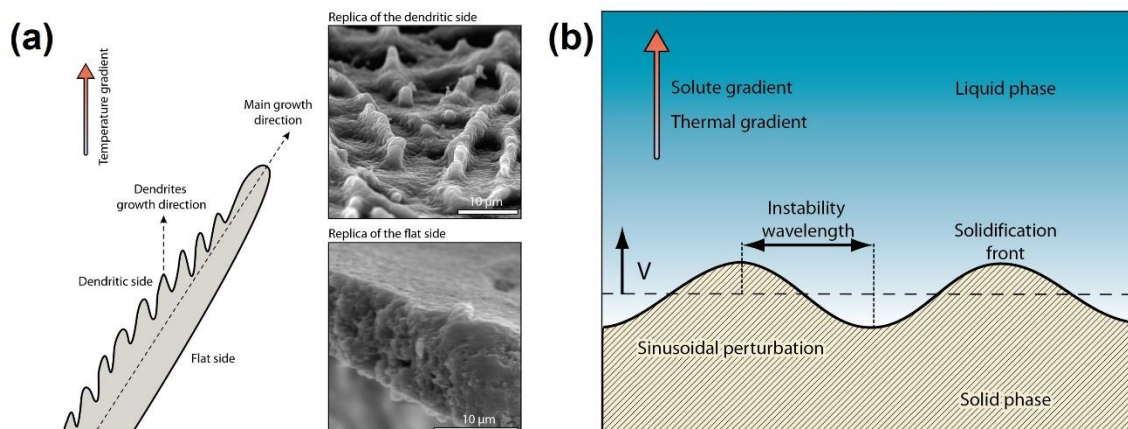 (a)
Temperature gradient
Main growth
direction
Dendrites
growth direction
Dendritic side
Flat side
Replica of the dendritic side
10 µm
Replica of the flat side
10 µm
(b)
Solute gradient
Thermal gradient
Liquid phase
Instability
wavelength
Solidification
front
V
Sinusoidal perturbation
Solid phase